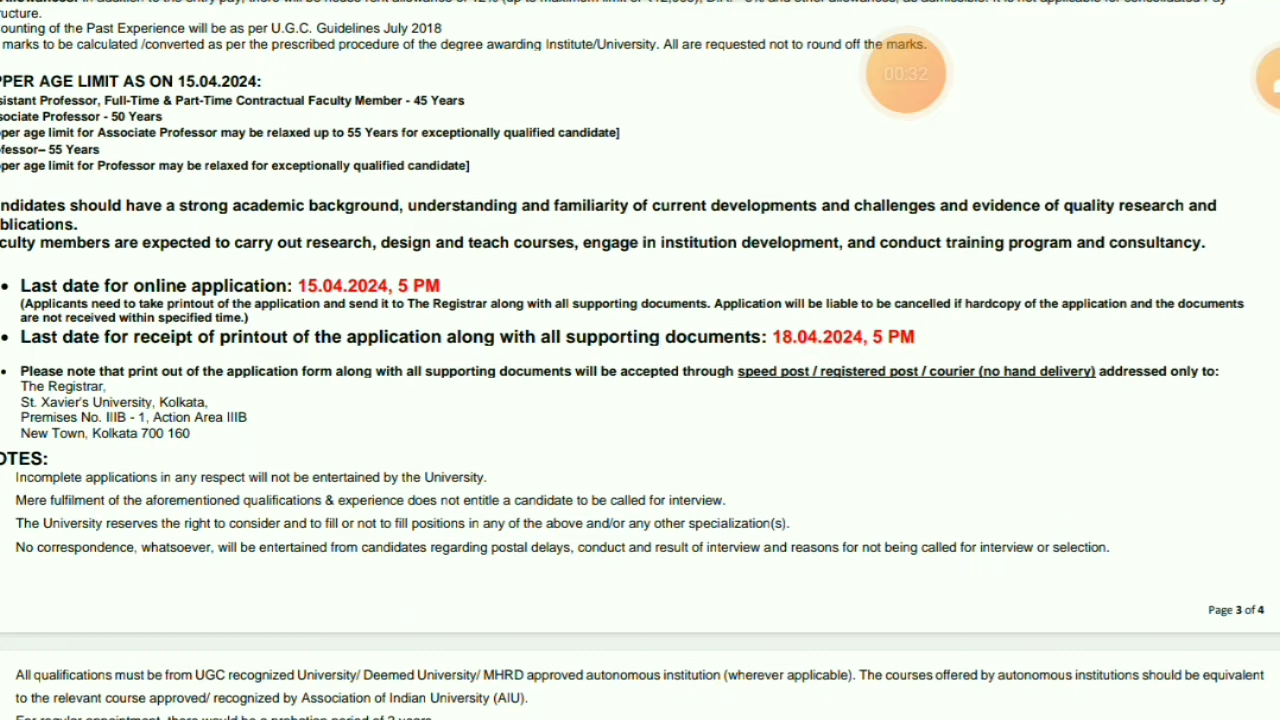 ucture.
ounting of the Past Experience will be as per U.G.C. Guidelines July 2018
marks to be calculated /converted as per the prescribed procedure of the degree awarding Institute/University. All are requested not to round off the marks.
00:32
PPER AGE LIMIT AS ON 15.04.2024:
sistant Professor, Full-Time & Part-Time Contractual Faculty Member - 45 Years
sociate Professor - 50 Years
per age limit for Associate Professor may be relaxed up to 55 Years for exceptionally qualified candidate]
fessor– 55 Years
per age limit for Professor may be relaxed for exceptionally qualified candidate]
ndidates should have a strong academic background, understanding and familiarity of current developments and challenges and evidence of quality research and
blications.
culty members are expected to carry out research, design and teach courses, engage in institution development, and conduct training program and consultancy.
• Last date for online application: 15.04.2024, 5 PM
(Applicants need to take printout of the application and send it to The Registrar along with all supporting documents. Application will be liable to be cancelled if hardcopy of the application and the documents
are not received within specified time.)
• Last date for receipt of printout of the application along with all supporting documents: 18.04.2024, 5 PM
• Please note that print out of the application form along with all supporting documents will be accepted through speed post / registered post / courier (no hand delivery) addressed only to:
The Registrar,
St. Xavier's University, Kolkata,
Premises No. IIIB - 1, Action Area IIIB
New Town, Kolkata 700 160
OTES:
Incomplete applications in any respect will not be entertained by the University.
Mere fulfilment of the aforementioned qualifications & experience does not entitle a candidate to be called for interview.
The University reserves the right to consider and to fill or not to fill positions in any of the above and/or any other specialization(s).
No correspondence, whatsoever, will be entertained from candidates regarding postal delays, conduct and result of interview and reasons for not being called for interview or selection.
Page 3 of 4
All qualifications must be from UGC recognized University/ Deemed University/ MHRD approved autonomous institution (wherever applicable). The courses offered by autonomous institutions should be equivalent
to the relevant course approved/ recognized by Association of Indian University (AIU).